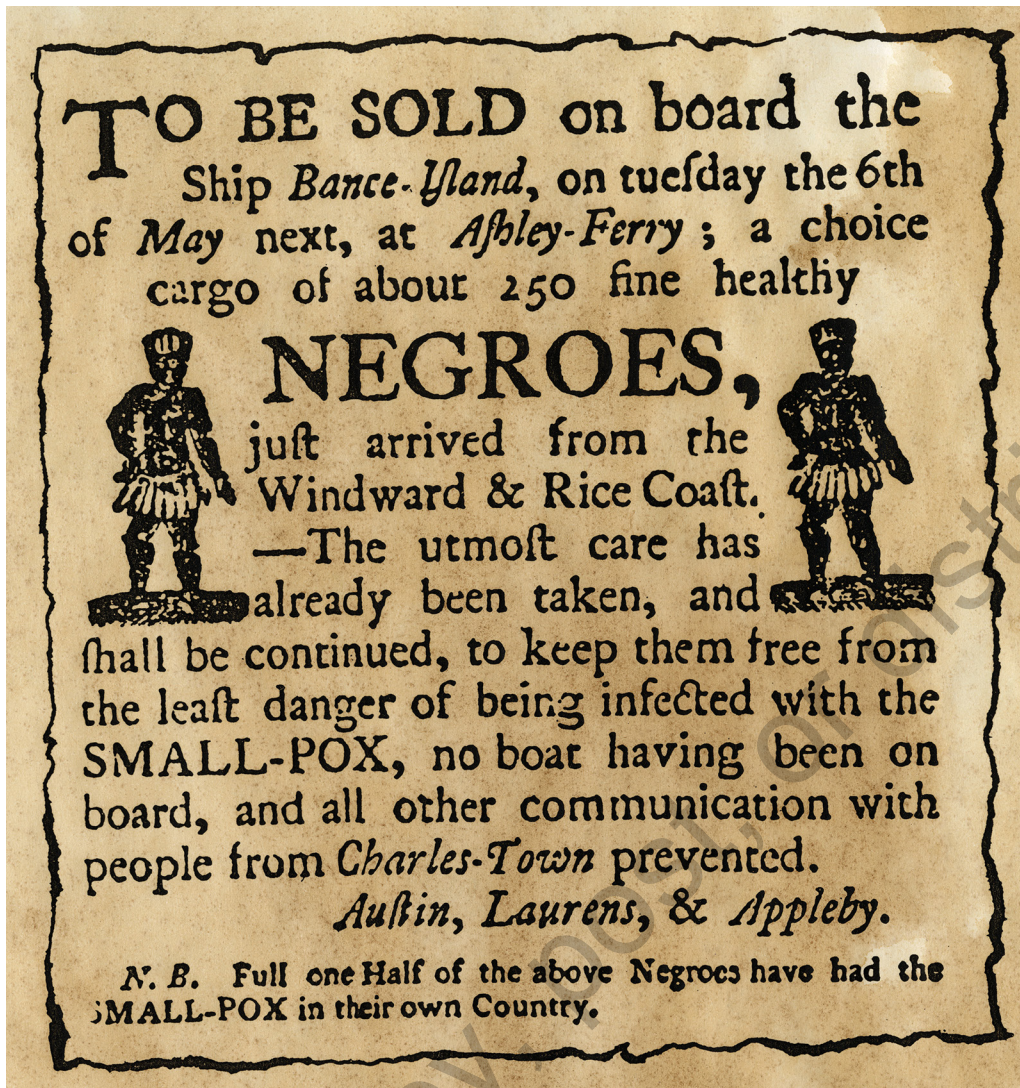 TO BE SOLD on board the
Ship Bance-Yſland, on tueſday the 6th
of May next, at Aſhley-Ferry ; a choice
cargo of about 250 fine healthy
NEGROES,
juſt arrived from the
Windward & Rice Coaſt.
—The utmoſt care has
already been taken, and
ſhall be continued, to keep them free from
the leaſt danger of being infected with the
SMALL-POX, no boat having been on
board, and all other communication with
people from Charles-Town prevented.
Auſtin, Laurens, & Appleby.
N. B. Full one Half of the above Negroes have had the
SMALL-POX in their own Country.
post, or